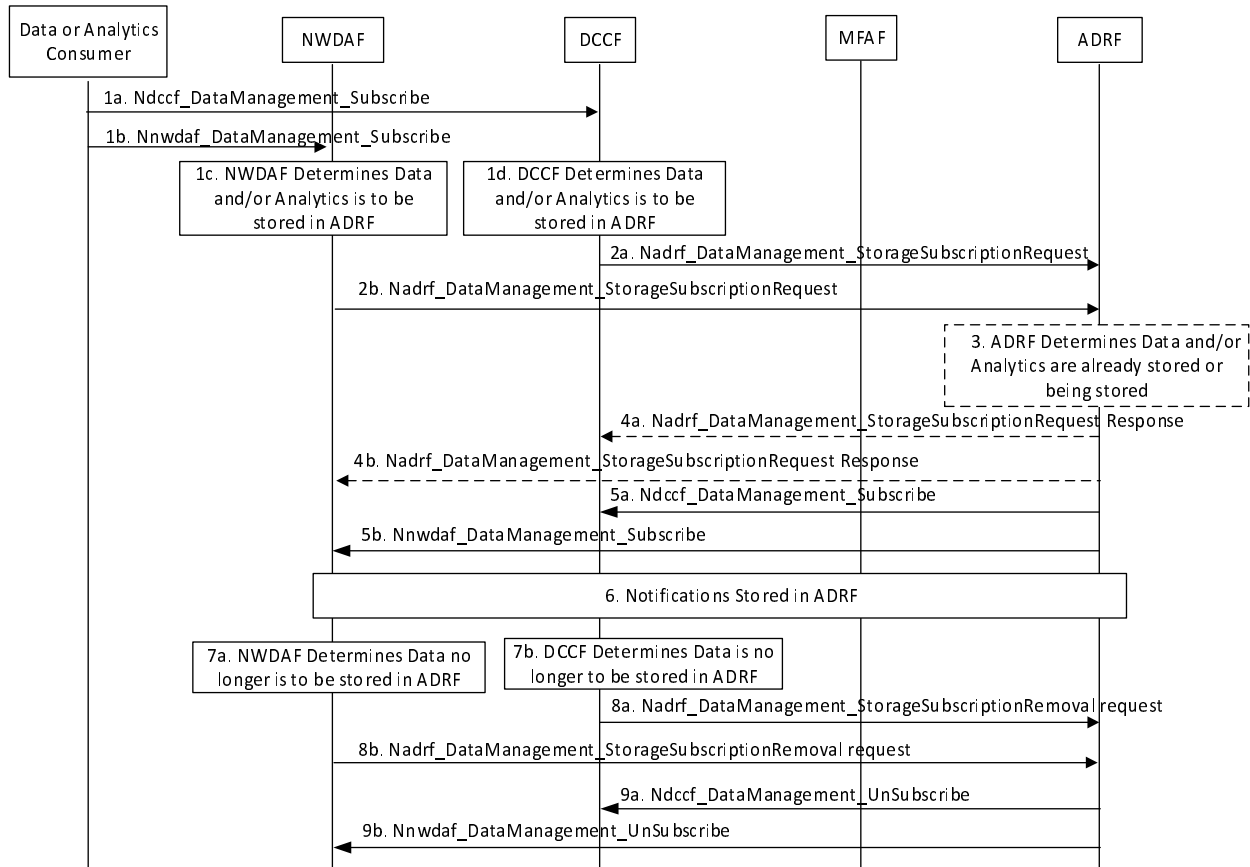 Data or Analytics
Consumer
NWDAF
DCCF
MFAF
ADRF
1a. Ndccf_DataManagement_Subscribe
1b. Nnwdaf_DataManagement_Subscribe
1c. NWDAF Determines Data
and/or Analytics is to be
stored in ADRF
1d. DCCF Determines Data
and/or Analytics is to be
stored in ADRF
2a. Nadrf_DataManagement_StorageSubscriptionRequest
2b. Nadrf_DataManagement_StorageSubscriptionRequest
3. ADRF Determines Data and/or
Analytics are already stored or
being stored
4a. Nadrf_DataManagement_StorageSubscriptionRequest Response
4b. Nadrf_DataManagement_StorageSubscriptionRequest Response
5a. Ndccf_DataManagement_Subscribe
5b. Nnwdaf_DataManagement_Subscribe
6. Notifications Stored in ADRF
7a. NWDAF Determines Data no
longer is to be stored in ADRF
7b. DCCF Determines Data is no
longer to be stored in ADRF
8a. Nadrf_DataManagement_StorageSubscriptionRemoval request
8b. Nadrf_DataManagement_StorageSubscriptionRemoval request
9a. Ndccf_DataManagement_UnSubscribe
9b. Nnwdaf_DataManagement_UnSubscribe